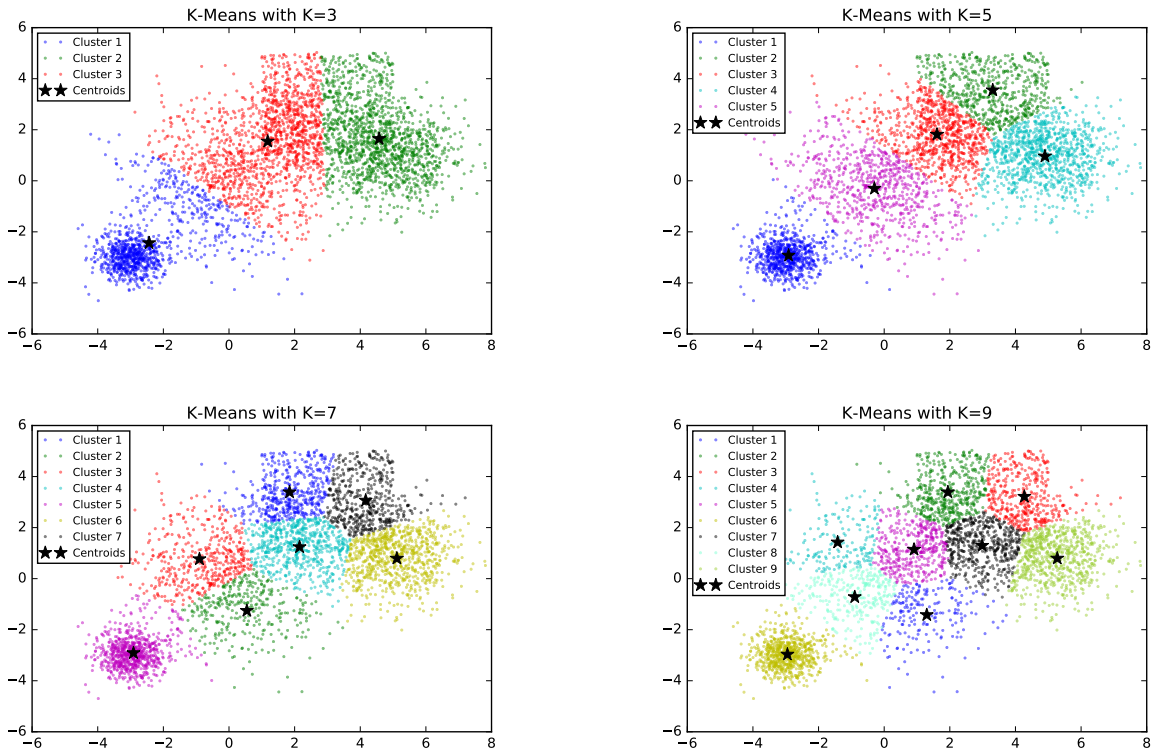 K-Means with K=3
Cluster 1
Cluster 2
Cluster 3
Centroids
6
4
2
0
−2
−4
−6
−6 −4 −2 0 2 4 6 8
K-Means with K=5
Cluster 1
Cluster 2
Cluster 3
Cluster 4
Cluster 5
Centroids
6
4
2
0
−2
−4
−6
−6 −4 −2 0 2 4 6 8
K-Means with K=7
Cluster 1
Cluster 2
Cluster 3
Cluster 4
Cluster 5
Cluster 6
Cluster 7
Centroids
6
4
2
0
−2
−4
−6
−6 −4 −2 0 2 4 6 8
K-Means with K=9
Cluster 1
Cluster 2
Cluster 3
Cluster 4
Cluster 5
Cluster 6
Cluster 7
Cluster 8
Cluster 9
Centroids
6
4
2
0
−2
−4
−6
−6 −4 −2 0 2 4 6 8